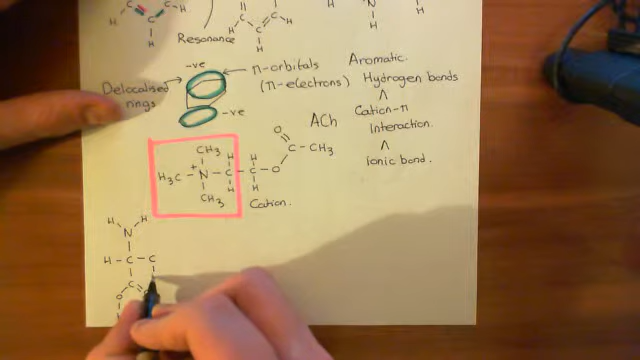 H C C C H
H
C C C H
H
N
H
H
Resonance
-ve
π-orbitals Aromatic.
Delocalised (π-electrons) Hydrogen bonds
rings
-ve
^
Cation-π
Interaction.
^
Ionic bond.
ACh
O
C - CH3
CH3 H H
H3C - N+ - C - C - O
CH3 H H
Cation.
H H
N
H - C - C
C
O